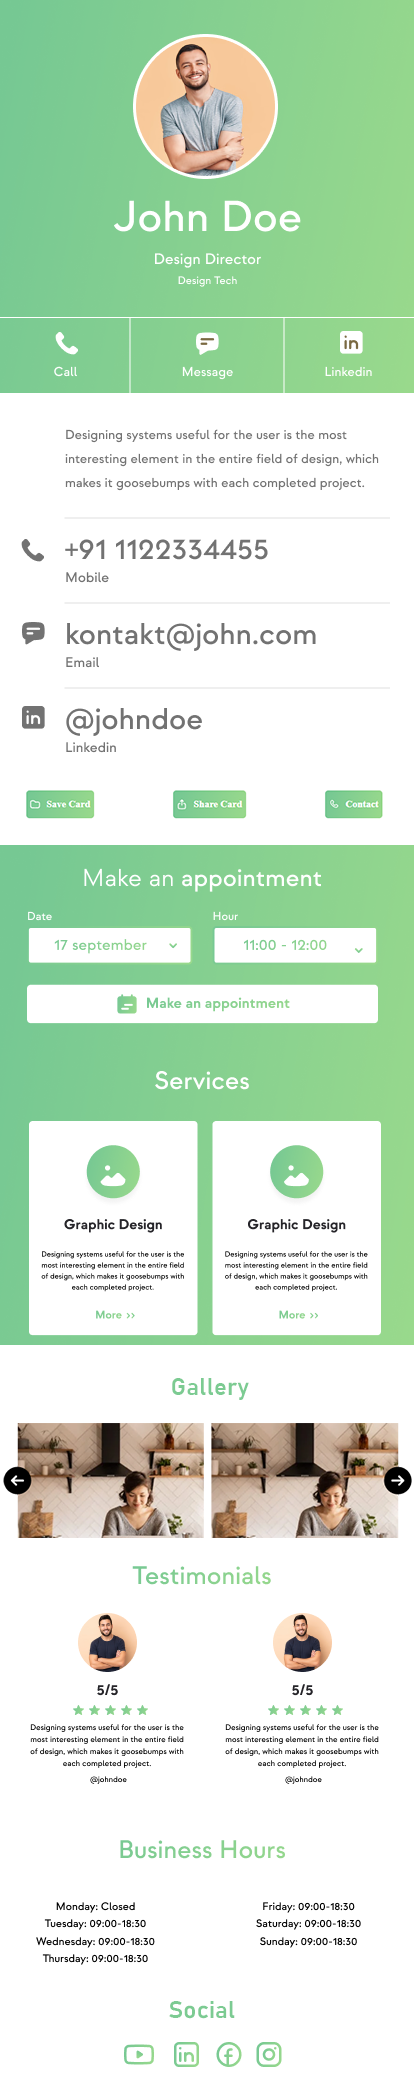 John Doe
Design Director
Design Tech
Call
Message
Linkedin
Designing systems useful for the user is the most
interesting element in the entire field of design, which
makes it goosebumps with each completed project.
+91 1122334455
Mobile
kontakt@john.com
Email
in
@johndoe
Linkedin
Save Card
Share Card
Contact
Make an appointment
Date
Hour
17 september
11:00 - 12:00
Make an appointment
Services
Graphic Design
Designing systems useful for the user is the
most interesting element in the entire field
of design, which makes it goosebumps with
each completed project.
More >>
Graphic Design
Designing systems useful for the user is the
most interesting element in the entire field
of design, which makes it goosebumps with
each completed project.
More >>
Gallery
Testimonials
5/5
Designing systems useful for the user is the
most interesting element in the entire field
of design, which makes it goosebumps with
each completed project.
@johndoe
5/5
Designing systems useful for the user is the
most interesting element in the entire field
of design, which makes it goosebumps with
each completed project.
@johndoe
Business Hours
Monday: Closed
Tuesday: 09:00-18:30
Wednesday: 09:00-18:30
Thursday: 09:00-18:30
Friday: 09:00-18:30
Saturday: 09:00-18:30
Sunday: 09:00-18:30
Social